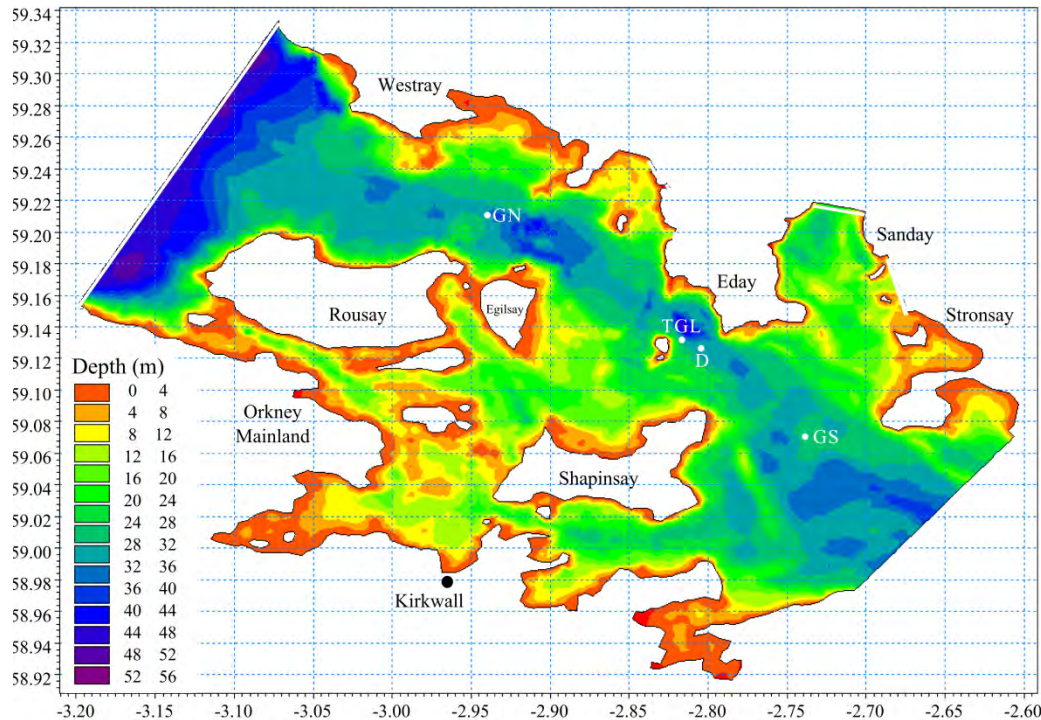 59.34
59.32
59.30
Westray
59.28
59.26
59.24
59.22
GN
Sanday
59.20
59.18
Eday
59.16
Rousay
Egilsay
Stronsay
59.14
TGL
59.12
D
Depth (m)
59.10
0 4
Orkney
Mainland
4 8
59.08
GS
8 12
59.06
12 16
Shapinsay
16 20
59.04
20 24
59.02
24 28
59.00
28 32
32 36
58.98
36 40
Kirkwall
58.96
40 44
44 48
58.94
48 52
58.92
52 56
-3.20 -3.15 -3.10 -3.05 -3.00 -2.95 -2.90 -2.85 -2.80 -2.75 -2.70 -2.65 -2.60